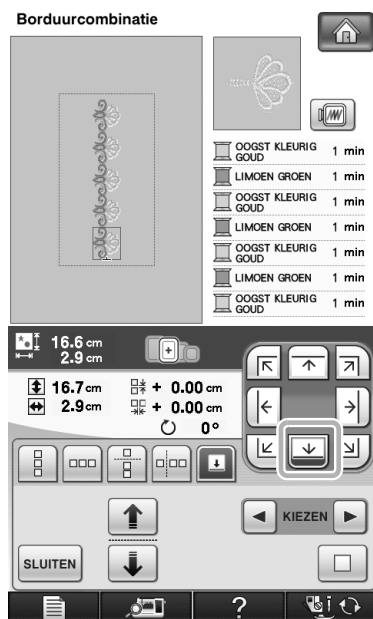 Borduurcombinatie
OOGST KLEURIG
GOUD
1 min
LIMOEN GROEN
1 min
OOGST KLEURIG
GOUD
1 min
LIMOEN GROEN
1 min
OOGST KLEURIG
GOUD
1 min
LIMOEN GROEN
1 min
OOGST KLEURIG
GOUD
1 min
16.6 cm
2.9 cm
16.7 cm
+ 0.00 cm
2.9 cm
+ 0.00 cm
0°
KIEZEN
SLUITEN
?